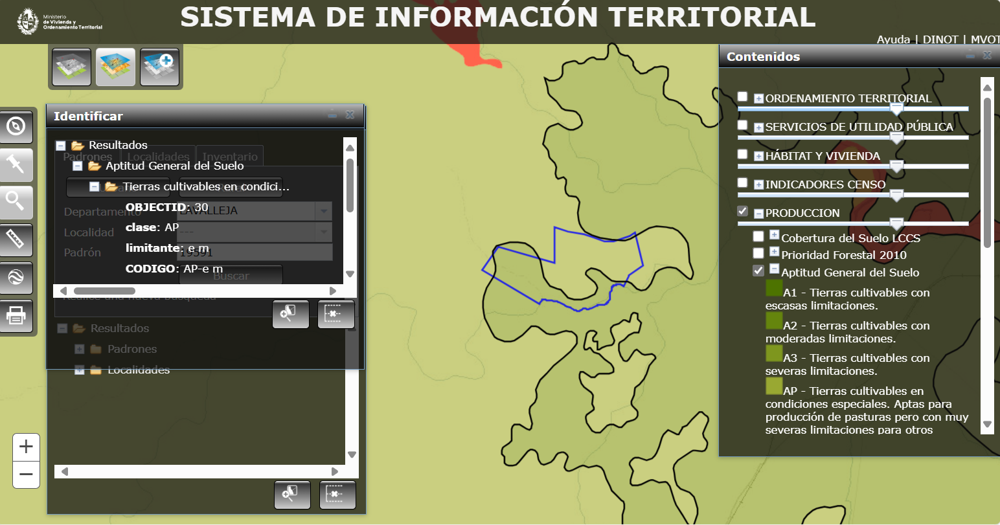 Ministerio
de Vivienda y
Ordenamiento Territorial
SISTEMA DE INFORMACIÓN TERRITORIAL
Ayuda | DINOT | MVOT
Identificar
Resultados
Padrones
Localidades
Inventario
Aptitud General del Suelo
Tierras cultivables en condici...
OBJECTID: 30
Departamento
LAVALLEJA
clase: AP
Localidad
---
limitante: e m
Padrón
19591
CODIGO: AP-e m
Buscar
Realice una nueva búsqueda
Resultados
Padrones
Localidades
+
−
Contenidos
ORDENAMIENTO TERRITORIAL
SERVICIOS DE UTILIDAD PÚBLICA
HÁBITAT Y VIVIENDA
INDICADORES CENSO
PRODUCCION
Cobertura del Suelo LCCS
Prioridad Forestal 2010
Aptitud General del Suelo
A1 - Tierras cultivables con
escasas limitaciones.
A2 - Tierras cultivables con
moderadas limitaciones.
A3 - Tierras cultivables con
severas limitaciones.
AP - Tierras cultivables en
condiciones especiales. Aptas para
producción de pasturas pero con muy
severas limitaciones para otros